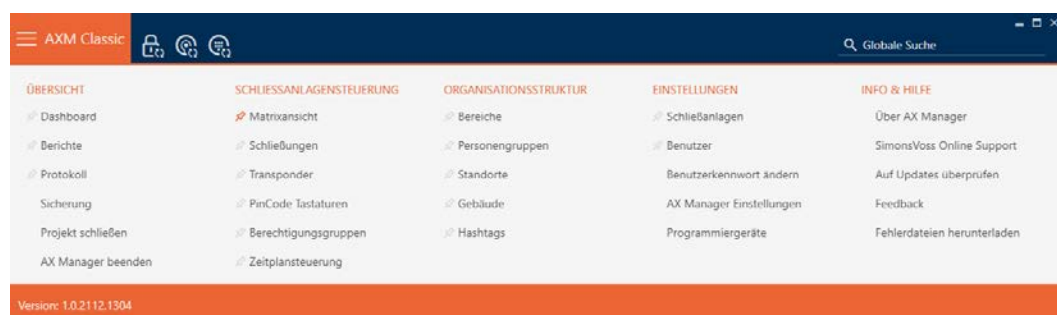 AXM Classic
Globale Suche
ÜBERSICHT
Dashboard
Berichte
Protokoll
Sicherung
Projekt schließen
AX Manager beenden
SCHLIESSANLAGENSTEUERUNG
Matrixansicht
Schließungen
Transponder
PinCode Tastaturen
Berechtigungsgruppen
Zeitplansteuerung
ORGANISATIONSSTRUKTUR
Bereiche
Personengruppen
Standorte
Gebäude
Hashtags
EINSTELLUNGEN
Schließanlagen
Benutzer
Benutzerkennwort ändern
AX Manager Einstellungen
Programmiergeräte
INFO & HILFE
Über AX Manager
SimonsVoss Online Support
Auf Updates überprüfen
Feedback
Fehlerdateien herunterladen
Version: 1.0.2112.1304